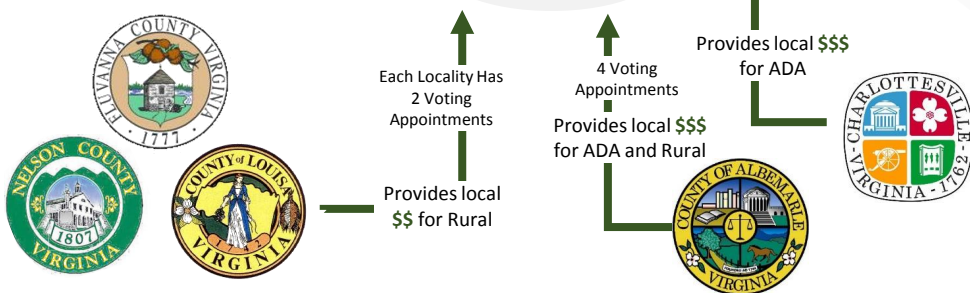 FLUVANNA COUNTY VIRGINIA
· 1777 ·
NELSON COUNTY
1807
VIRGINIA
COUNTY of LOUISA
1742
VIRGINIA
Each Locality Has
2 Voting
Appointments
Provides local
$$ for Rural
4 Voting
Appointments
Provides local $$$
for ADA and Rural
COUNTY OF ALBEMARLE
VIRGINIA
Provides local $$$
for ADA
CHARLOTTESVILLE
VIRGINIA - 1762